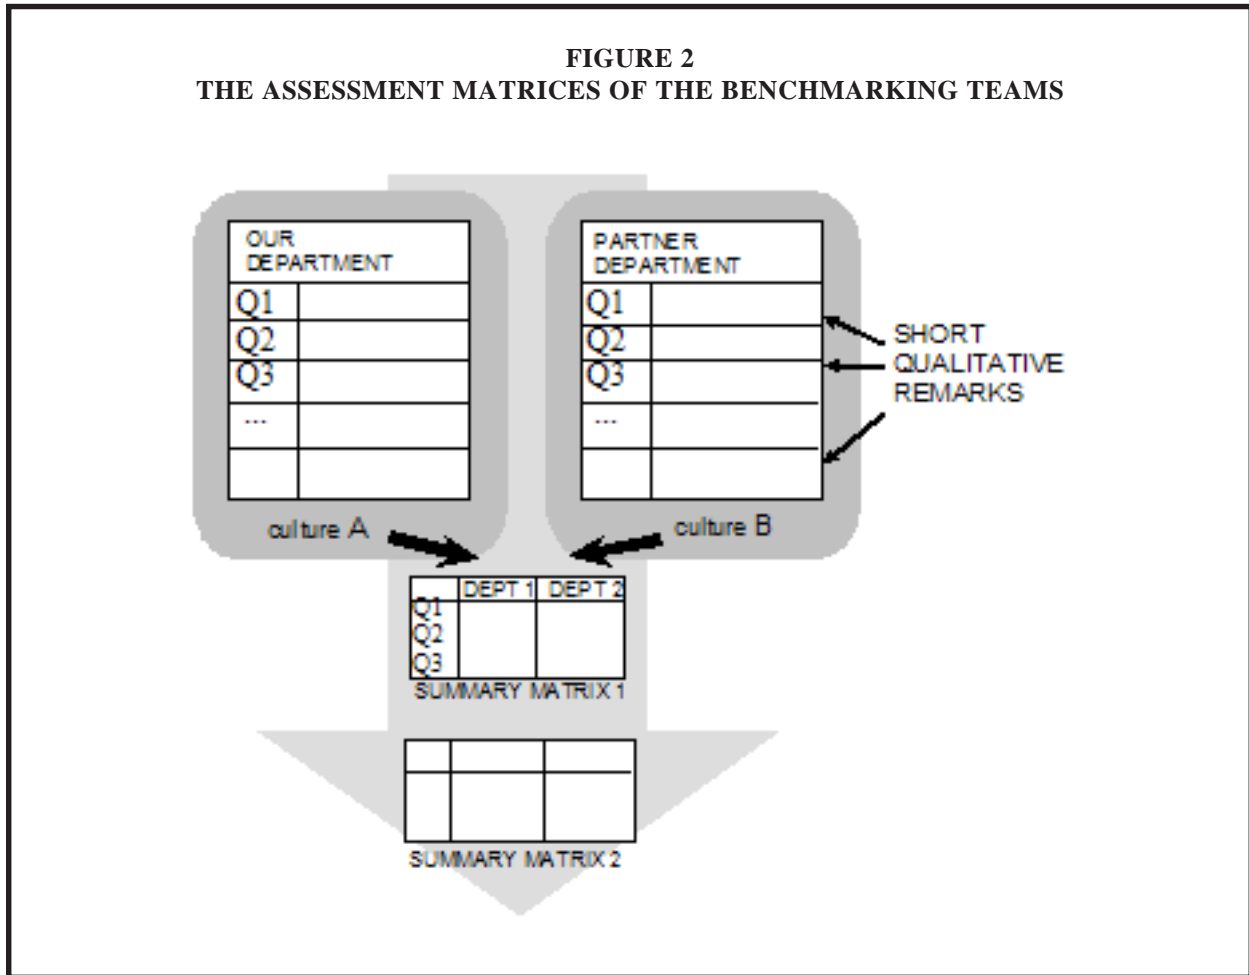 FIGURE 2
THE ASSESSMENT MATRICES OF THE BENCHMARKING TEAMS
OUR
DEPARTMENT
Q1
Q2
Q3
...
culture A
PARTNER
DEPARTMENT
Q1
Q2
Q3
...
culture B
SHORT
QUALITATIVE
REMARKS
DEPT 1 DEPT 2
Q1
Q2
Q3
SUMMARY MATRIX 1
SUMMARY MATRIX 2